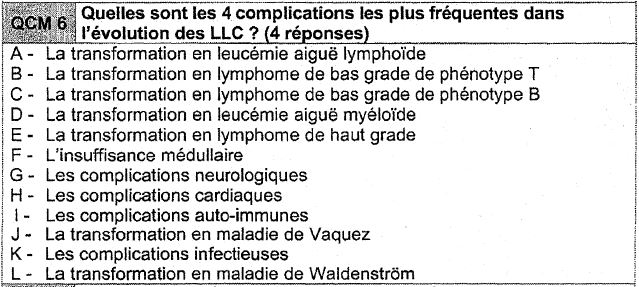 QCM 6 Quelles sont les 4 complications les plus fréquentes dans
l'évolution des LLC ? (4 réponses)
A - La transformation en leucémie aiguë lymphoïde
B - La transformation en lymphome de bas grade de phénotype T
C - La transformation en lymphome de bas grade de phénotype B
D - La transformation en leucémie aiguë myéloïde
E - La transformation en lymphome de haut grade
F - L'insuffisance médullaire
G - Les complications neurologiques
H - Les complications cardiaques
I - Les complications auto-immunes
J - La transformation en maladie de Vaquez
K - Les complications infectieuses
L - La transformation en maladie de Waldenström